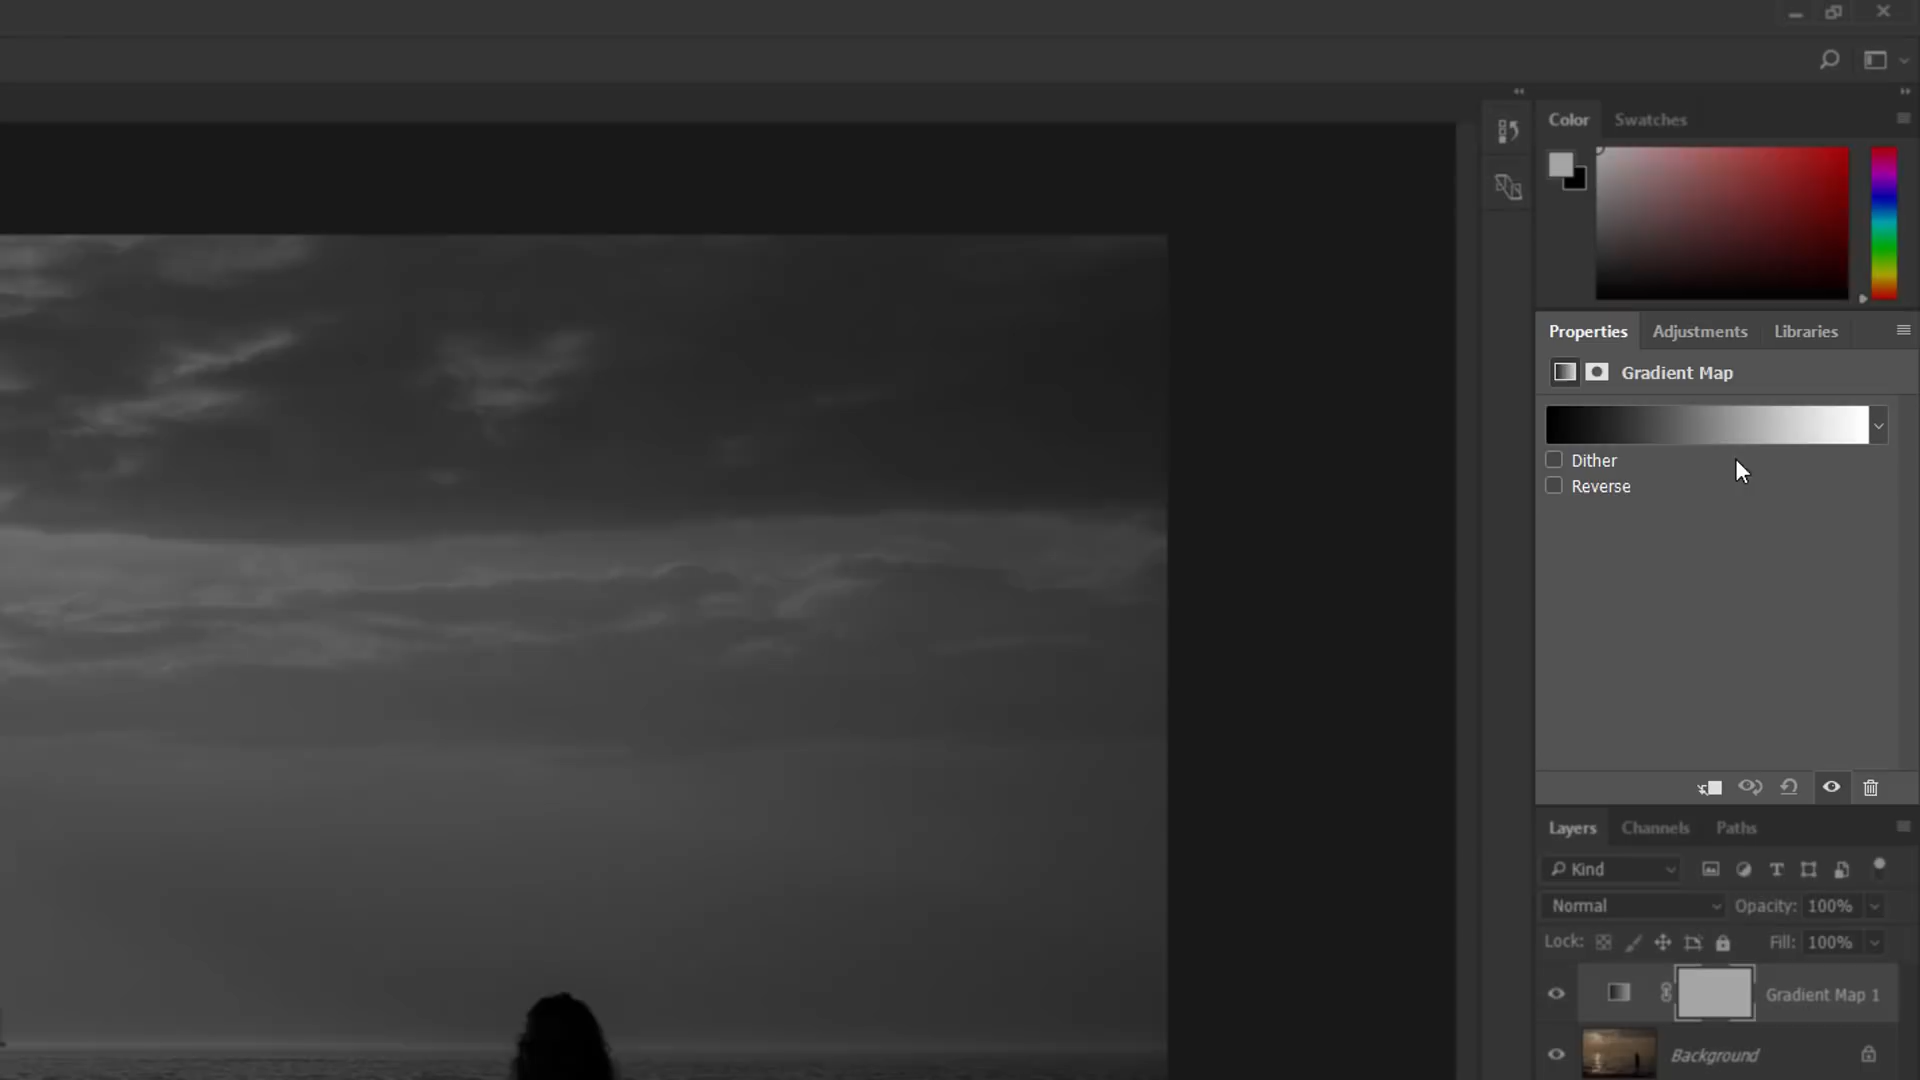 Color Swatches
Properties Adjustments Libraries
Gradient Map
Dither
Reverse
Layers Channels Paths
Kind
Normal Opacity: 100%
Lock: Fill: 100%
Gradient Map 1
Background